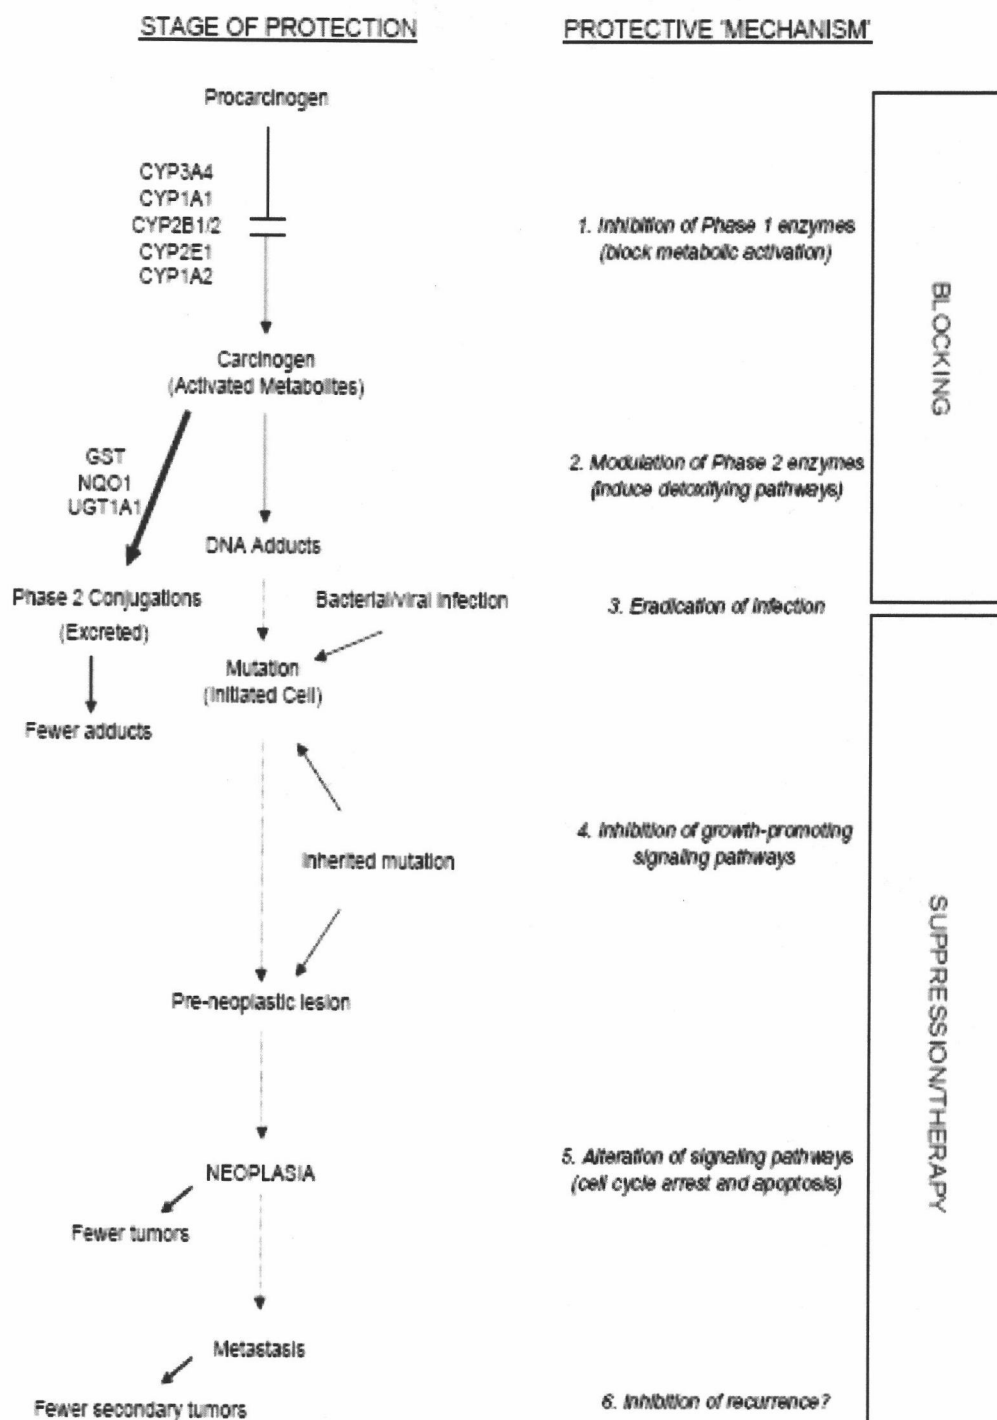 STAGE OF PROTECTION
PROTECTIVE 'MECHANISM'
Procarcinogen
CYP3A4
CYP1A1
CYP2B1/2
CYP2E1
CYP1A2
1. Inhibition of Phase 1 enzymes
(block metabolic activation)
BLOCKING
Carcinogen
(Activated Metabolites)
GST
NQO1
UGT1A1
2. Modulation of Phase 2 enzymes
(induce detoxifying pathways)
DNA Adducts
Phase 2 Conjugations
(Excreted)
Bacterial/viral Infection
3. Eradication of infection
Mutation
(Initiated Cell)
Fewer adducts
4. Inhibition of growth-promoting
signaling pathways
Inherited mutation
SUPPRESSION/THERAPY
Pre-neoplastic lesion
5. Alteration of signaling pathways
(cell cycle arrest and apoptosis)
NEOPLASIA
Fewer tumors
Metastasis
Fewer secondary tumors
6. Inhibition of recurrence?